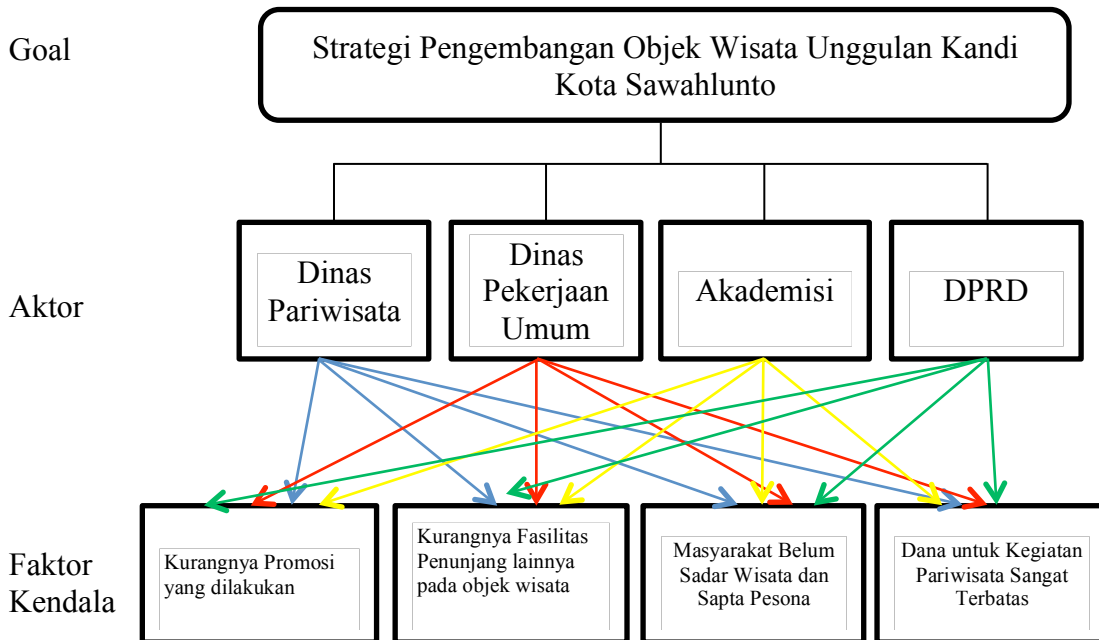 Goal
Strategi Pengembangan Objek Wisata Unggulan Kandi
Kota Sawahlunto
Aktor
Dinas
Pariwisata
Dinas
Pekerjaan
Umum
Akademisi
DPRD
Faktor
Kendala
Kurangnya Promosi
yang dilakukan
Kurangnya Fasilitas
Penunjang lainnya
pada objek wisata
Masyarakat Belum
Sadar Wisata dan
Sapta Pesona
Dana untuk Kegiatan
Pariwisata Sangat
Terbatas